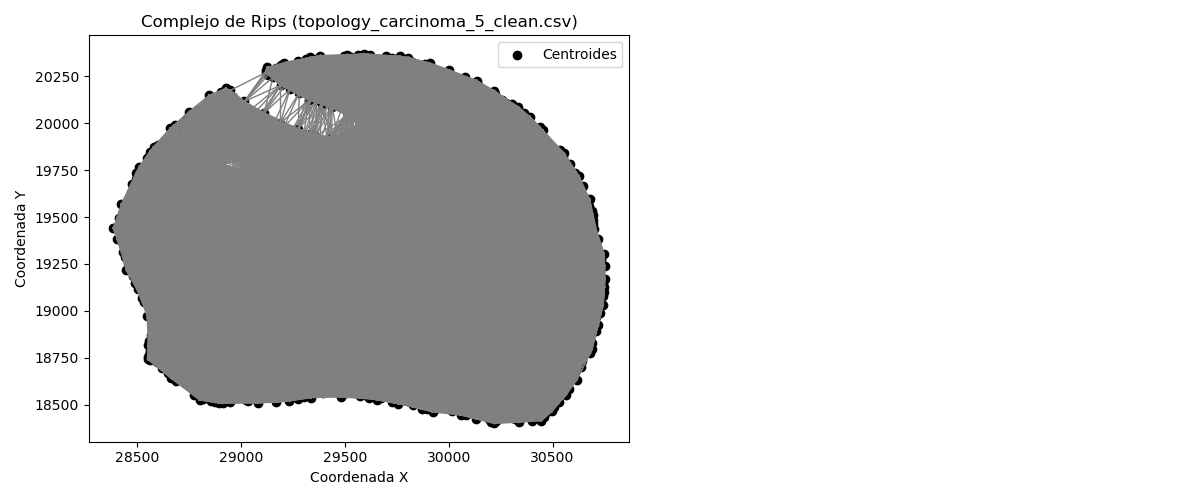 Complejo de Rips (topology_carcinoma_5_clean.csv)
Centroides
20250
20000
19750
19500
19250
19000
18750
18500
Coordenada Y
28500 29000 29500 30000 30500
Coordenada X